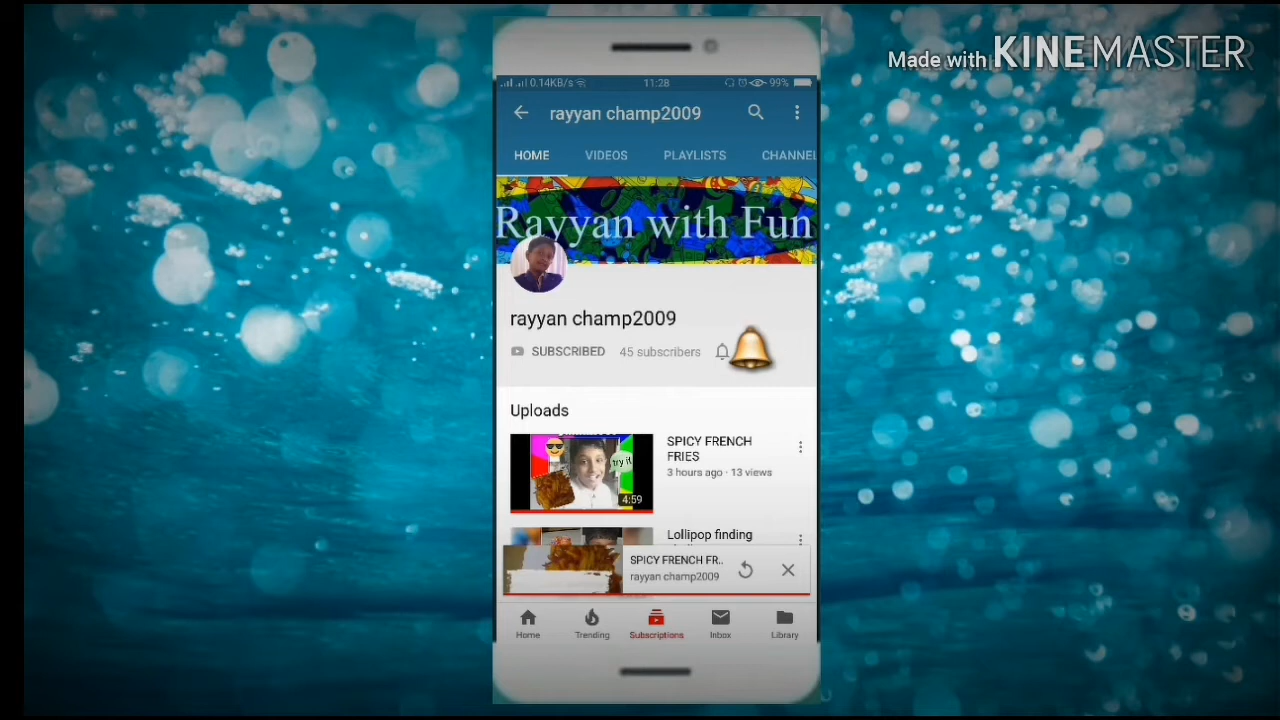 Made with KINEMASTER
0.14KB/s 11:28 99%
rayyan champ2009
HOME VIDEOS PLAYLISTS CHANNEL
Rayyan with Fun
rayyan champ2009
SUBSCRIBED 45 subscribers
Uploads
SPICY FRENCH
FRIES
3 hours ago · 13 views
try it
4:59
Lollipop finding
SPICY FRENCH FR..
rayyan champ2009
Home Trending Subscriptions Inbox Library